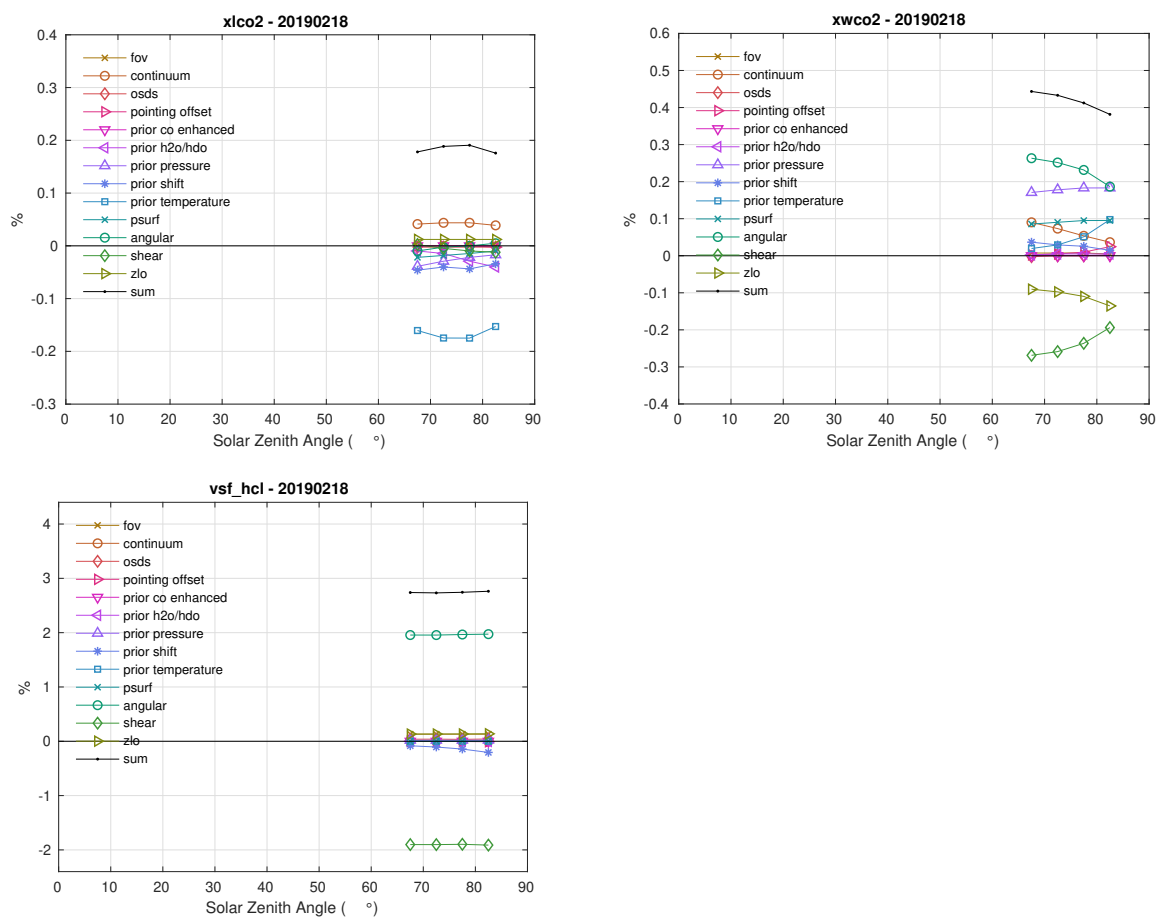 xlco2 - 20190218
0.4
0.3
0.2
0.1
0
-0.1
-0.2
-0.3
%
fov
continuum
osds
pointing offset
prior co enhanced
prior h2o/hdo
prior pressure
prior shift
prior temperature
psurf
angular
shear
zlo
sum
0 10 20 30 40 50 60 70 80 90
Solar Zenith Angle ( °)
xwco2 - 20190218
0.6
0.5
0.4
0.3
0.2
0.1
0
-0.1
-0.2
-0.3
-0.4
%
fov
continuum
osds
pointing offset
prior co enhanced
prior h2o/hdo
prior pressure
prior shift
prior temperature
psurf
angular
shear
zlo
sum
0 10 20 30 40 50 60 70 80 90
Solar Zenith Angle ( °)
vsf_hcl - 20190218
4
3
2
1
0
-1
-2
%
fov
continuum
osds
pointing offset
prior co enhanced
prior h2o/hdo
prior pressure
prior shift
prior temperature
psurf
angular
shear
zlo
sum
0 10 20 30 40 50 60 70 80 90
Solar Zenith Angle ( °)